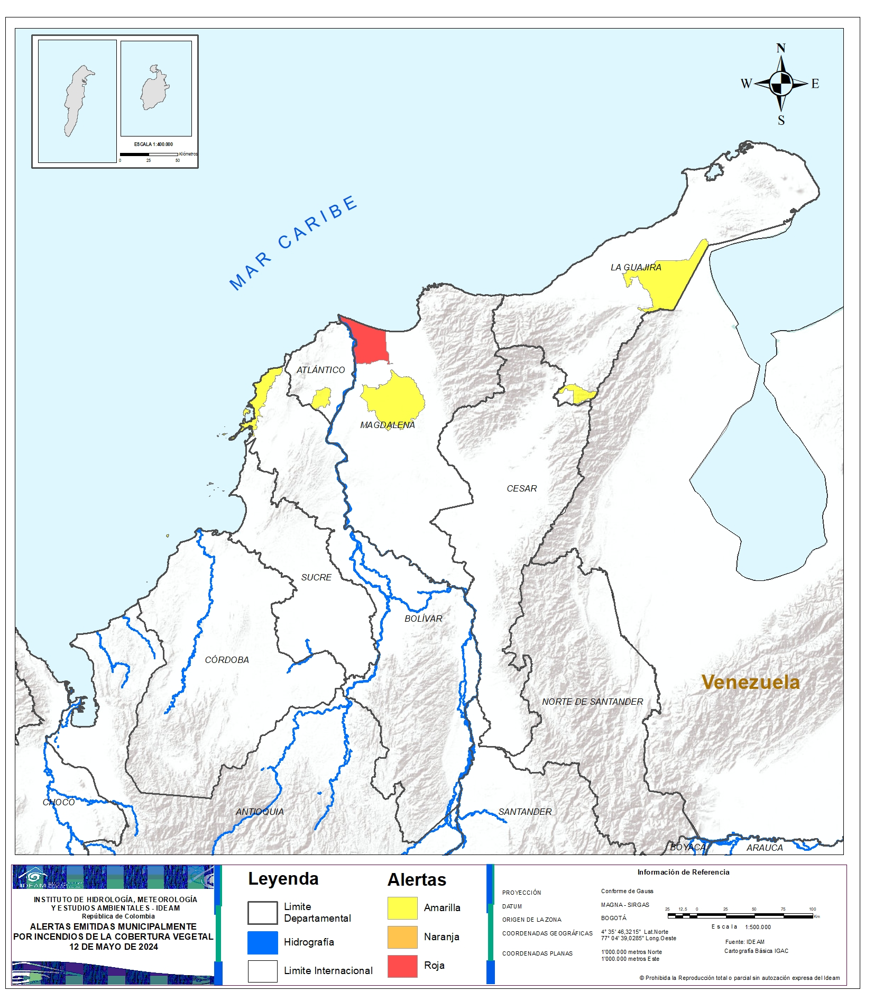 ESCALA 1:400.000
Kilómetros
0 25 50
N
W E
S
MAR CARIBE
LA GUAJIRA
ATLÁNTICO
MAGDALENA
CESAR
SUCRE
BOLÍVAR
CÓRDOBA
Venezuela
NORTE DE SANTANDER
CHOCÓ
ANTIOQUIA
SANTANDER
BOYACÁ
ARAUCA
IDEAM
INSTITUTO DE HIDROLOGÍA, METEOROLOGÍA
Y ESTUDIOS AMBIENTALES - IDEAM
República de Colombia
ALERTAS EMITIDAS MUNICIPALMENTE
POR INCENDIOS DE LA COBERTURA VEGETAL
12 DE MAYO DE 2024
Leyenda
Limite
Departamental
Hidrografía
Limite Internacional
Alertas
Amarilla
Naranja
Roja
Información de Referencia
PROYECCIÓN Conforme de Gauss
DATUM MAGNA - SIRGAS
ORIGEN DE LA ZONA BOGOTÁ
COORDENADAS GEOGRÁFICAS 4° 35' 46,3215" Lat.Norte
77° 04' 39,0285" Long.Oeste
COORDENADAS PLANAS 1'000.000 metros Norte
1'000.000 metros Este
25 12,5 0 25 50 75 100
Km
Escala 1:500.000
Fuente: IDEAM
Cartografía Básica IGAC
© Prohibida la Reproducción total o parcial sin autozación expresa del Ideam